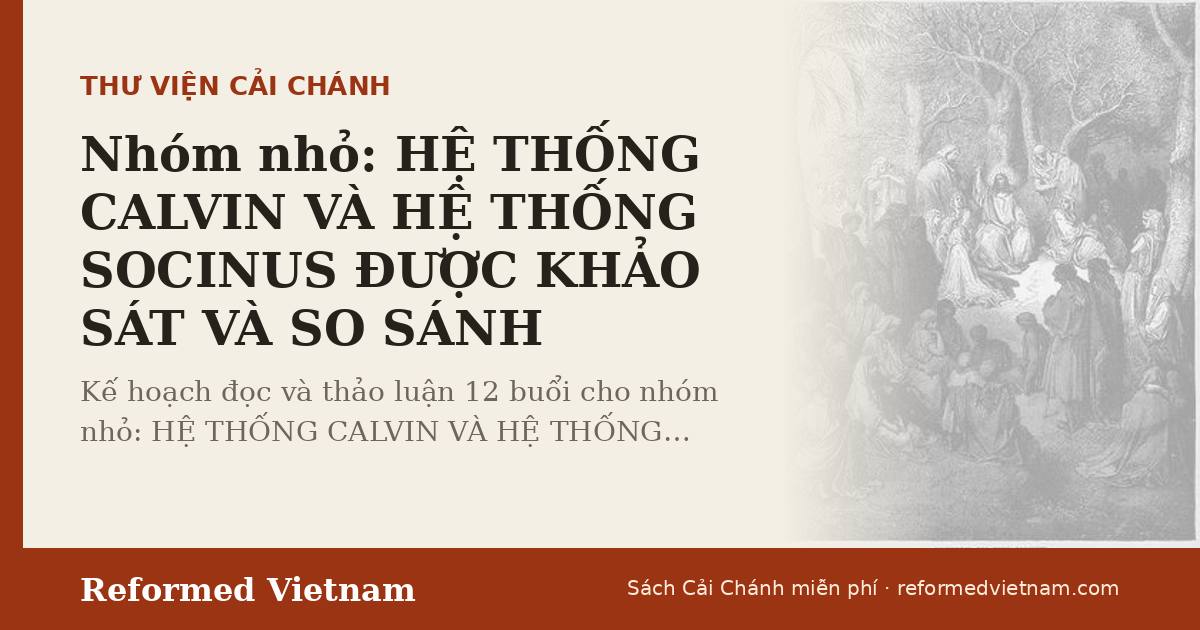 THƯ VIỆN CẢI CHÁNH
Nhóm nhỏ: HỆ THỐNG
CALVIN VÀ HỆ THỐNG
SOCINUS ĐƯỢC KHẢO
SÁT VÀ SO SÁNH
Kế hoạch đọc và thảo luận 12 buổi cho nhóm
nhỏ: HỆ THỐNG CALVIN VÀ HỆ THỐNG...
Reformed Vietnam
Sách Cải Chánh miễn phí · reformedvietnam.com